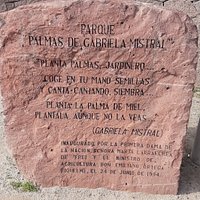 PARQUE
"PALMAS DE GABRIELA MISTRAL"
"PLANTA PALMAS, JARDINERO,
COGE EN TU MANO SEMILLAS
Y CANTA-CANTANDO, SIEMBRA...
PLANTA LA PALMA DE MIEL,
PLANTALA, AUNQUE NO LA VEAS"
(GABRIELA MISTRAL)
INAUGURADO POR LA PRIMERA DAMA DE
LA NACION, SEÑORA MARTA LARRAECHEA
DE FREI Y EL MINISTRO DE
AGRICULTURA DON EMILIANO ORTEGA
RIQUELME, EL 24 DE JUNIO DE 1994.